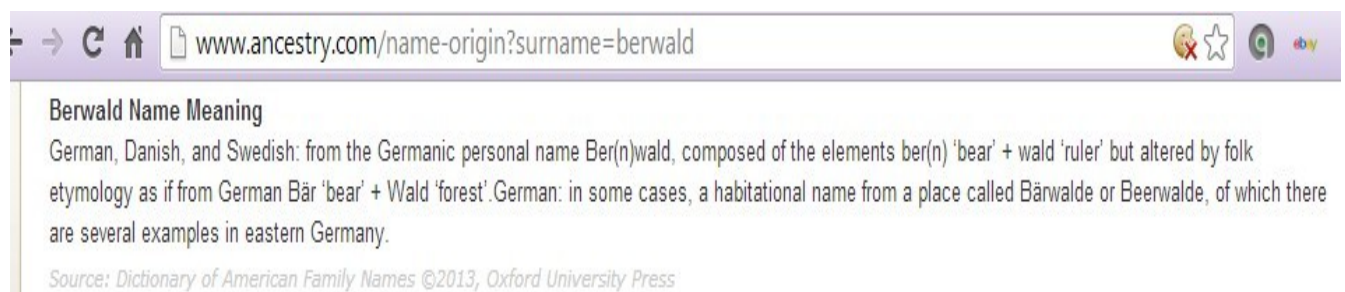 www.ancestry.com/name-origin?surname=berwald
ebay
Berwald Name Meaning
German, Danish, and Swedish: from the Germanic personal name Ber(n)wald, composed of the elements ber(n) ‘bear’ + wald ‘ruler’ but altered by folk
etymology as if from German Bär ‘bear’ + Wald ‘forest’.German: in some cases, a habitational name from a place called Bärwalde or Beerwalde, of which there
are several examples in eastern Germany.
Source: Dictionary of American Family Names ©2013, Oxford University Press